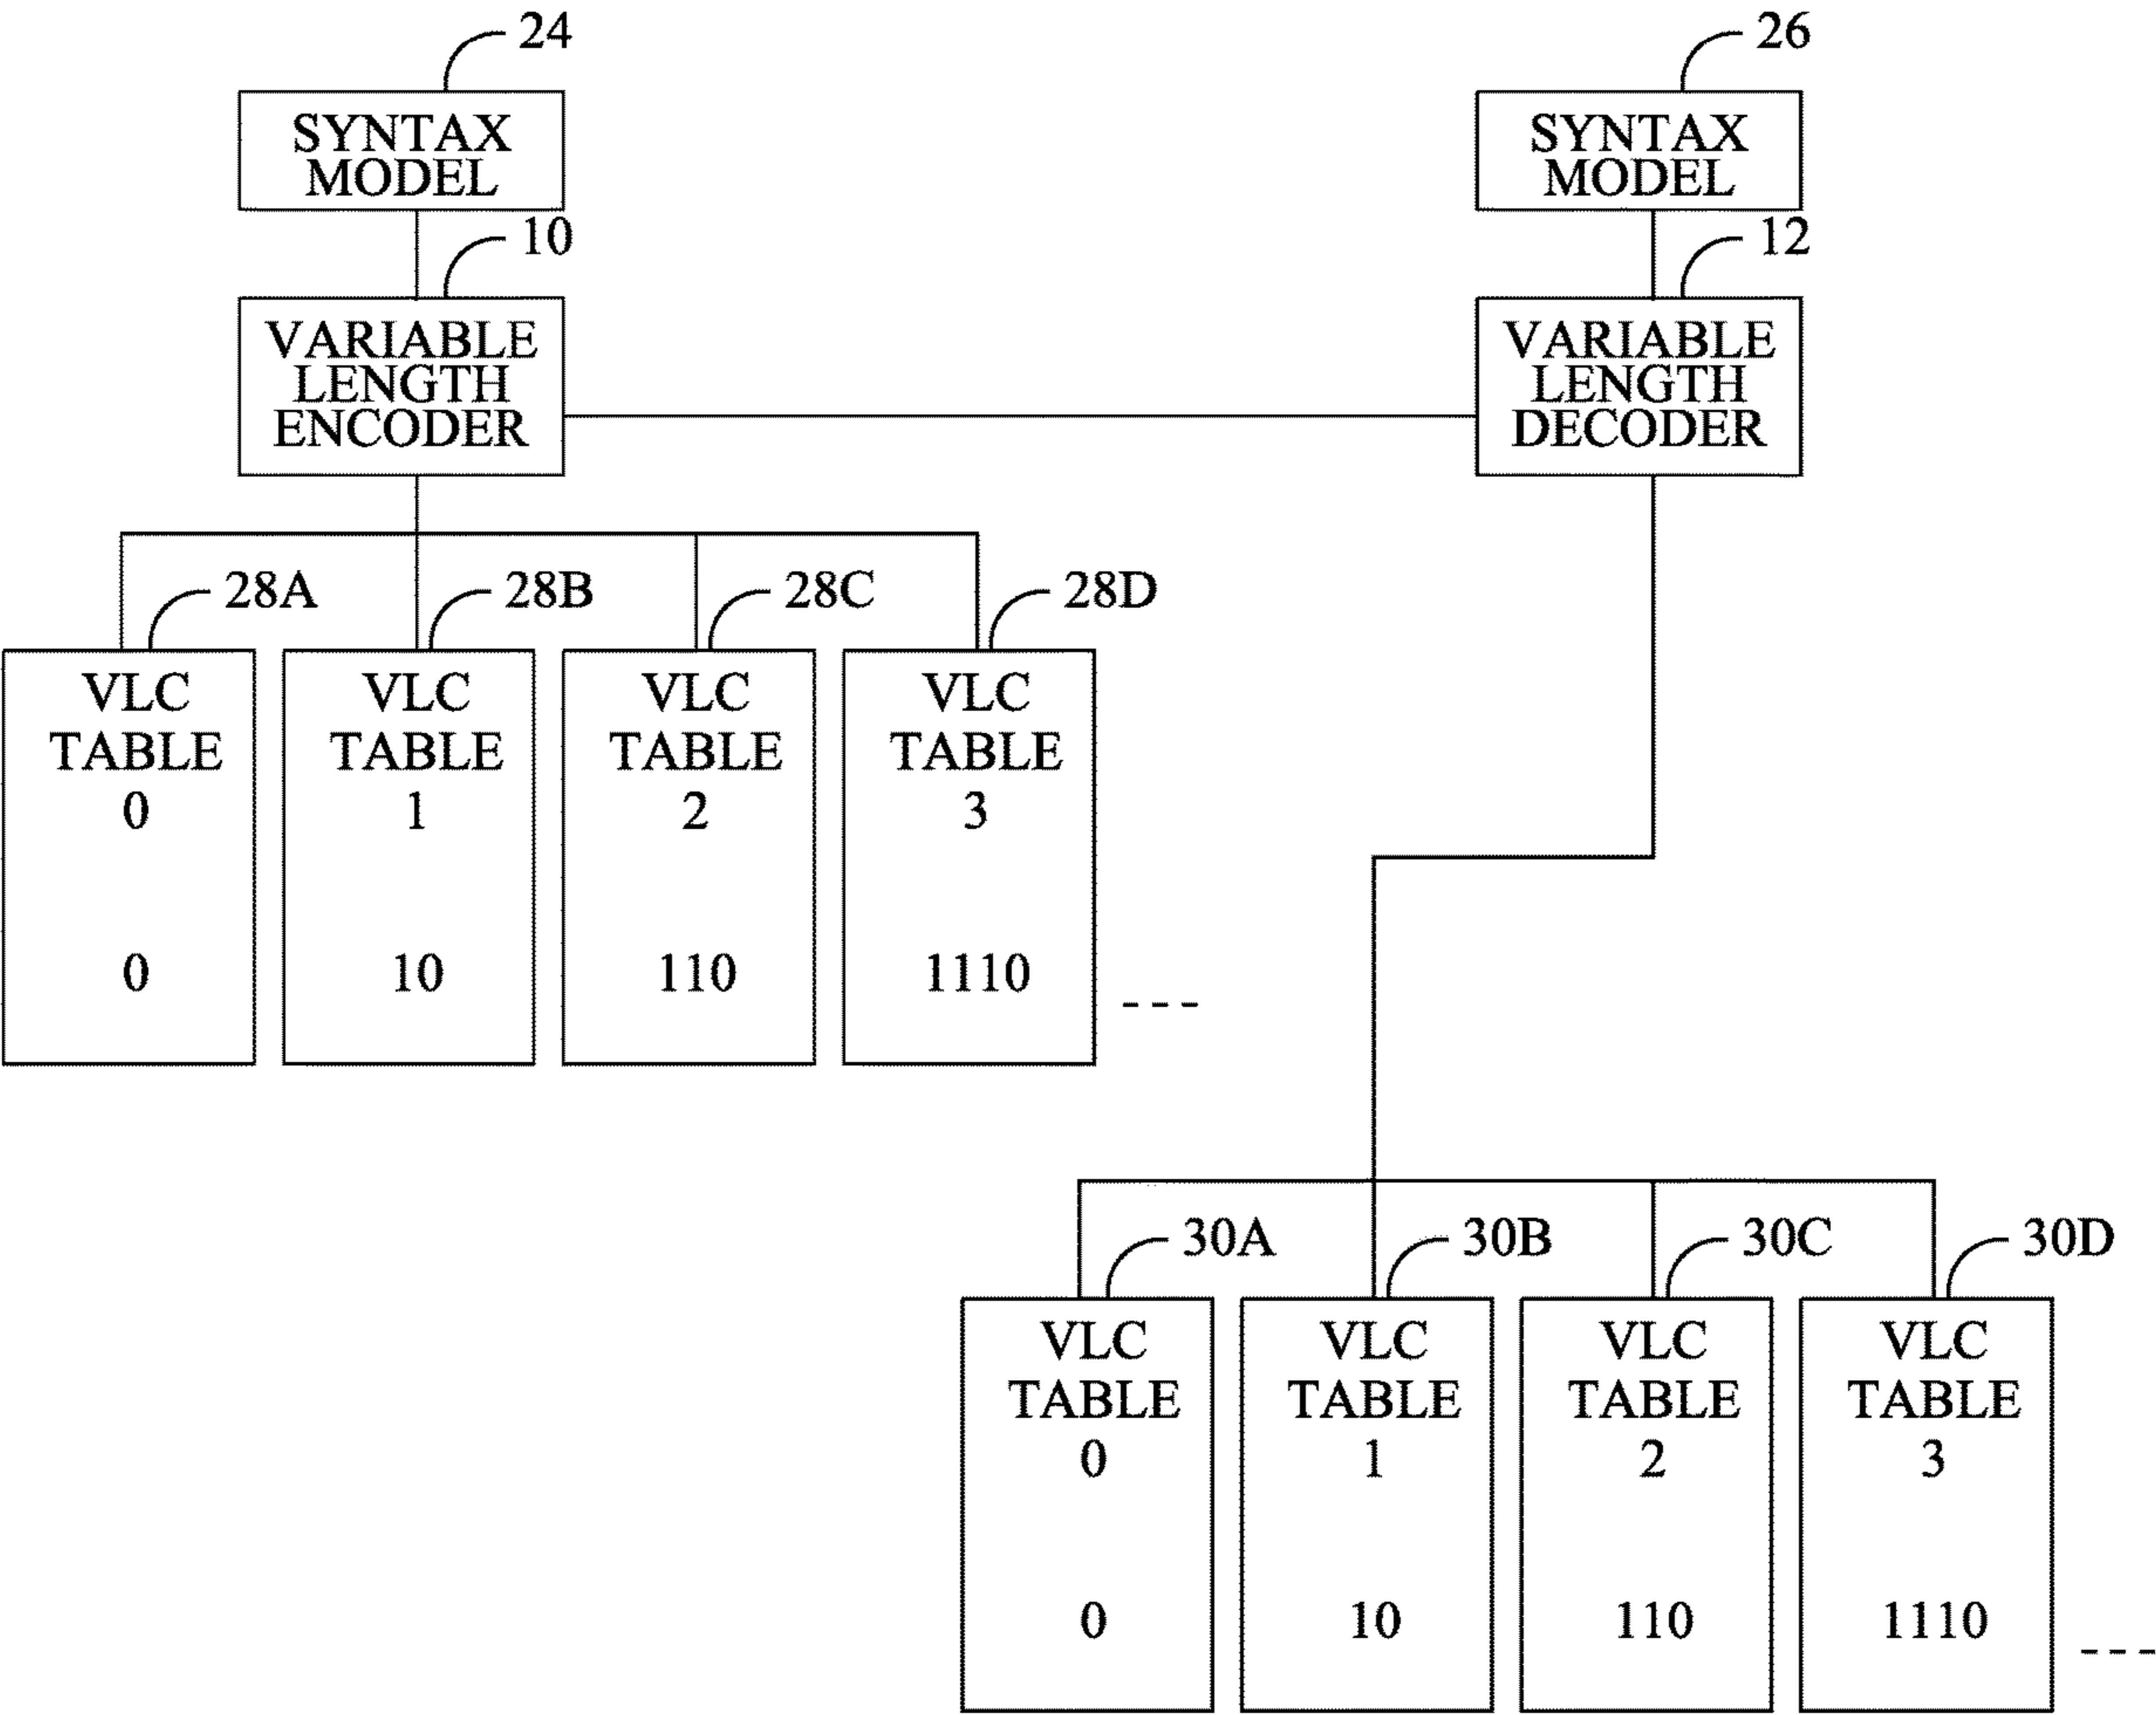 24
26
SYNTAX
MODEL
SYNTAX
MODEL
10
12
VARIABLE
LENGTH
ENCODER
VARIABLE
LENGTH
DECODER
28A
28B
28C
28D
VLC
TABLE
0
0
VLC
TABLE
1
10
VLC
TABLE
2
110
VLC
TABLE
3
1110
---
30A
30B
30C
30D
VLC
TABLE
0
0
VLC
TABLE
1
10
VLC
TABLE
2
110
VLC
TABLE
3
1110
---